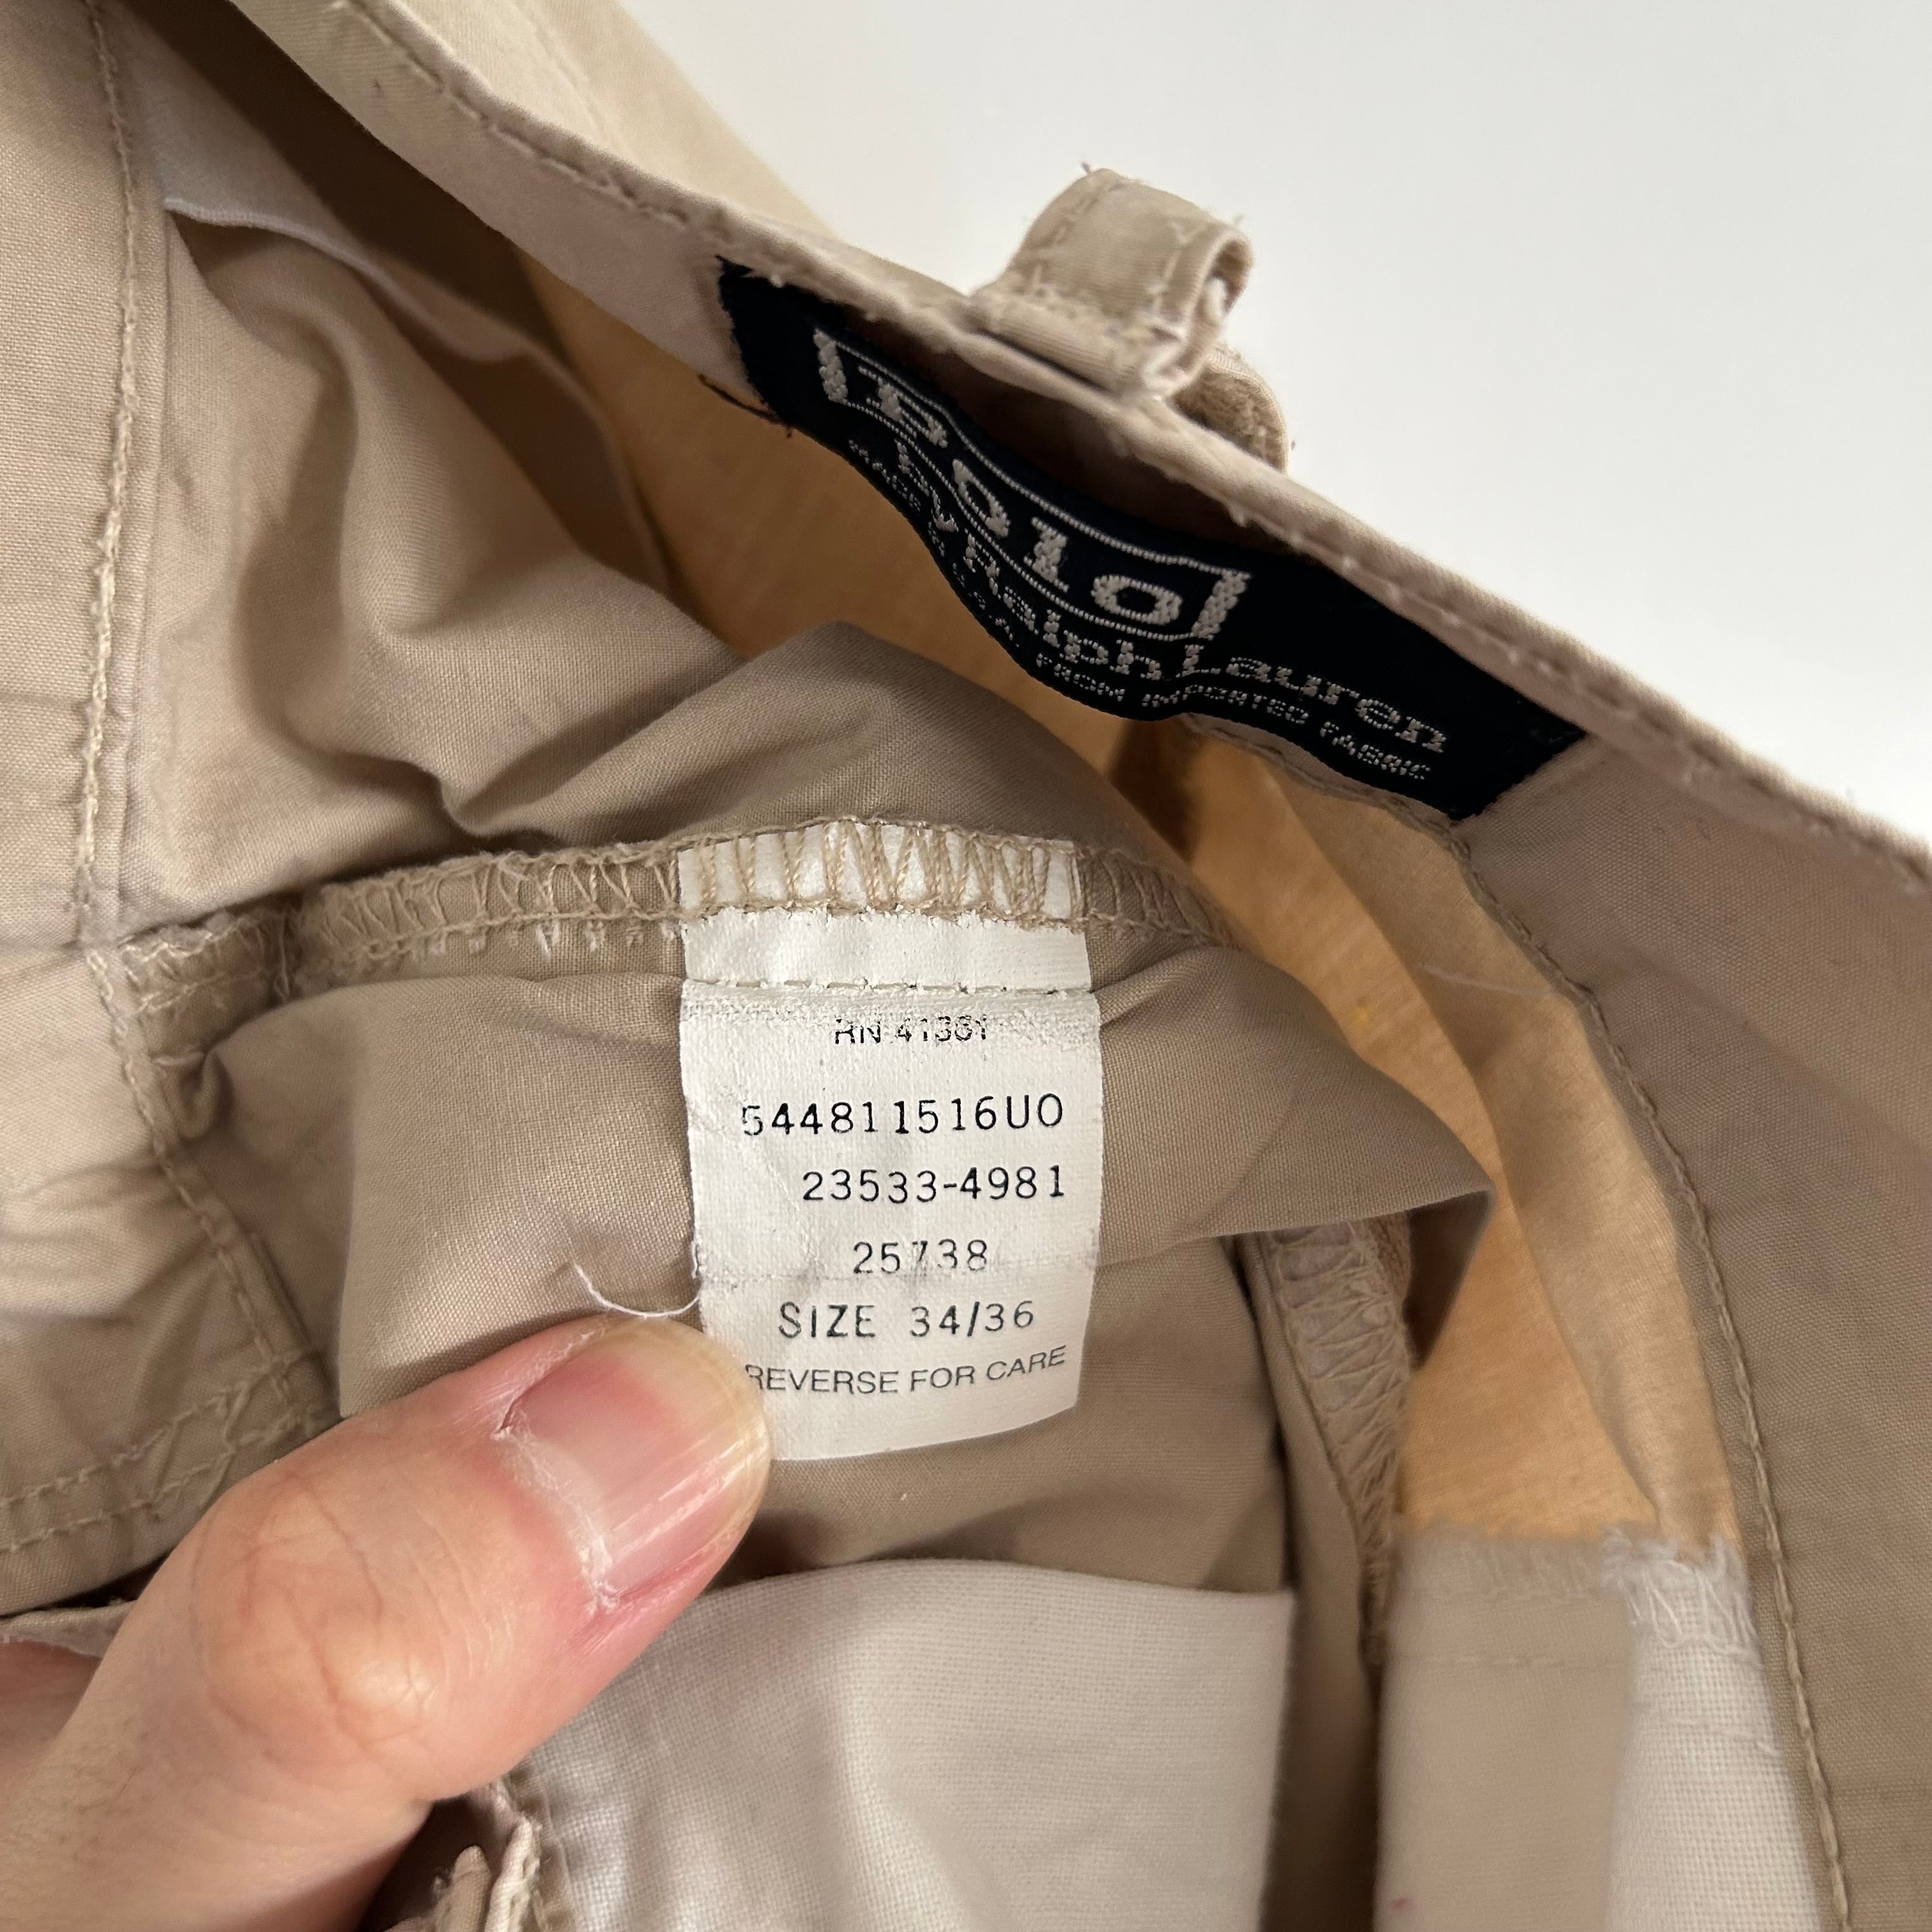 Polo
by Ralph Lauren
MADE IN U.S.A. FROM IMPORTED FABRIC
RN 41381
544811516UO
23533-4981
25738
SIZE 34/36
REVERSE FOR CARE